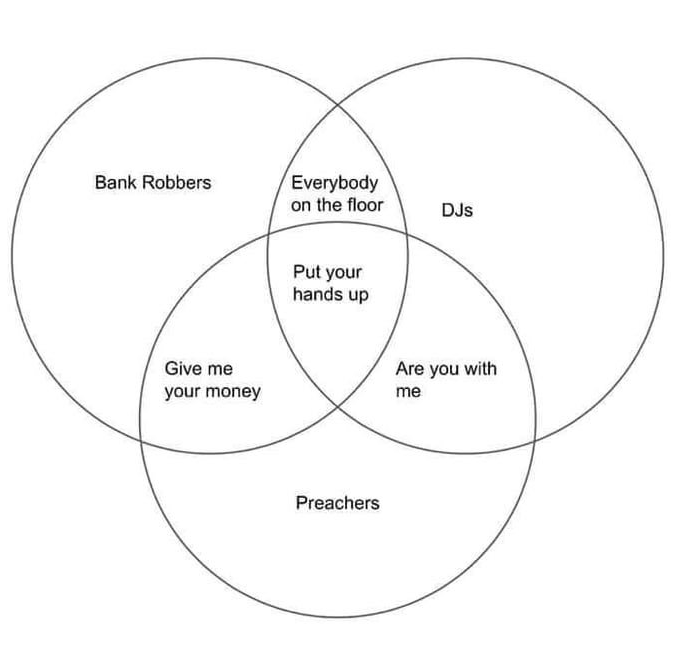 Bank Robbers
Everybody
on the floor
DJs
Put your
hands up
Give me
your money
Are you with
me
Preachers